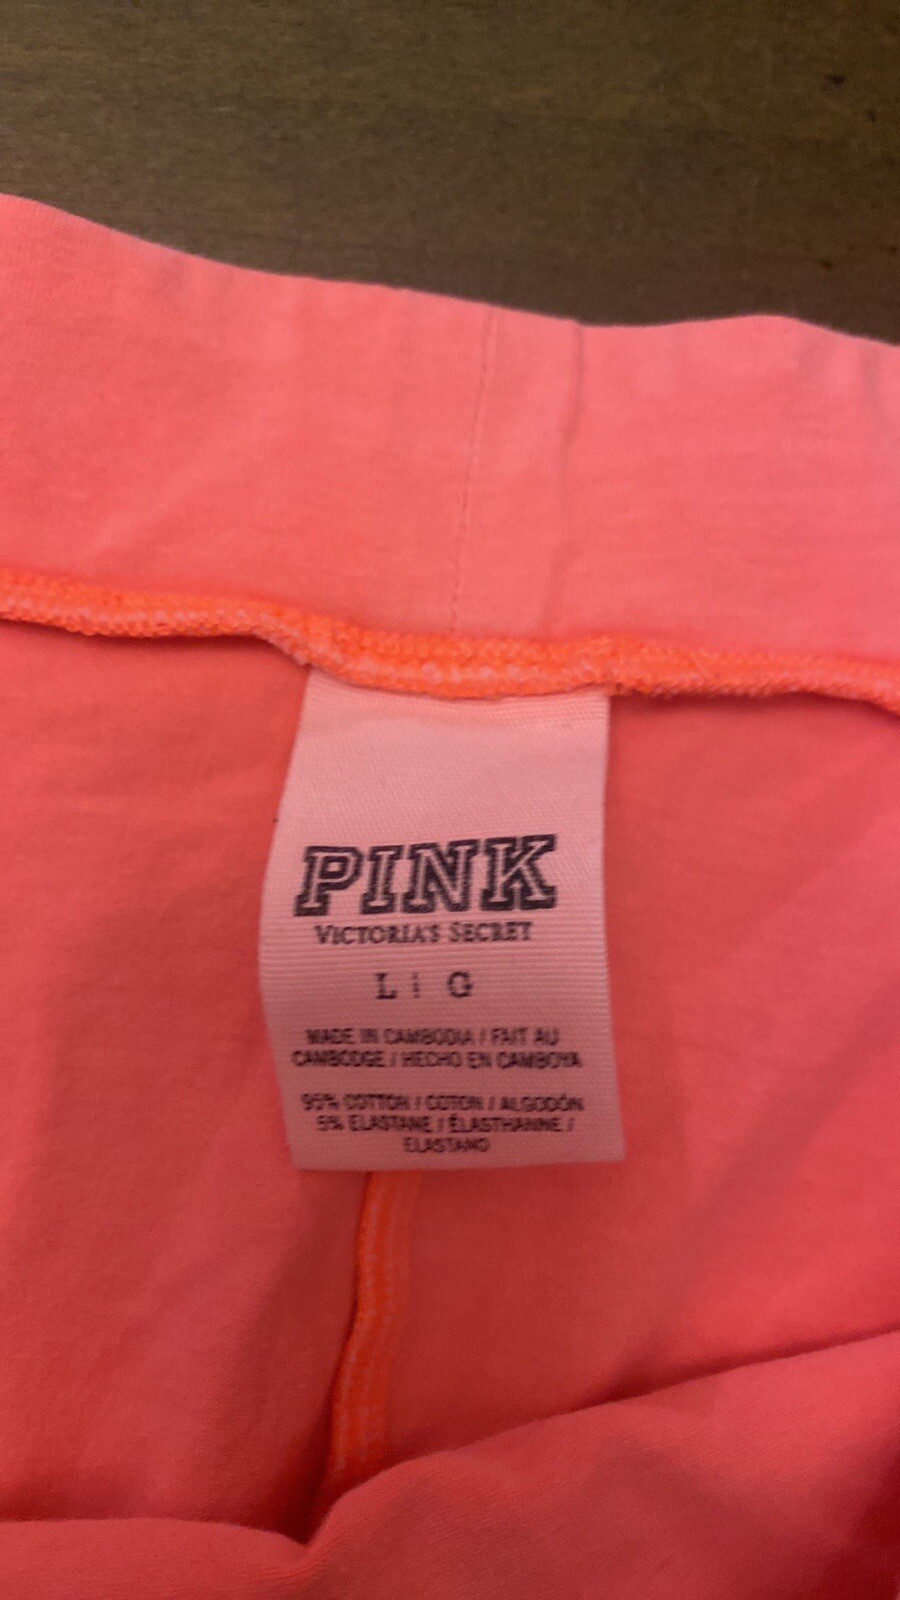 PINK
VICTORIA'S SECRET
L | G
MADE IN CAMBODIA / FAIT AU
CAMBODGE / HECHO EN CAMBOYA
95% COTTON / COTON / ALGODÓN
5% ELASTANE / ÉLASTHANNE /
ELASTANO